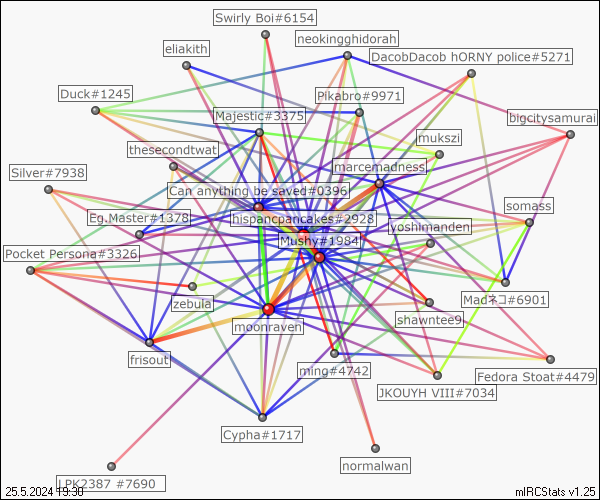 Swirly Boi#6154
neokingghidorah
eliakith
DacobDacob hORNY police#5271
Duck#1245
Pikabro#9971
Majestic#3375
bigcitysamurai
mukszi
thesecondtwat
marcemadness
Silver#7938
Can anything be saved#0396
somass
Eg.Master#1378
hispancpancakes#2928
yoshimanden
Mushy#1984
Pocket Persona#3326
zebula
Madネコ#6901
shawntee9
moonraven
frisout
ming#4742
Fedora Stoat#4479
JKOUYH VIII#7034
Cypha#1717
normalwan
LPK2387 #7690
25.5.2024 19:30
mIRCStats v1.25